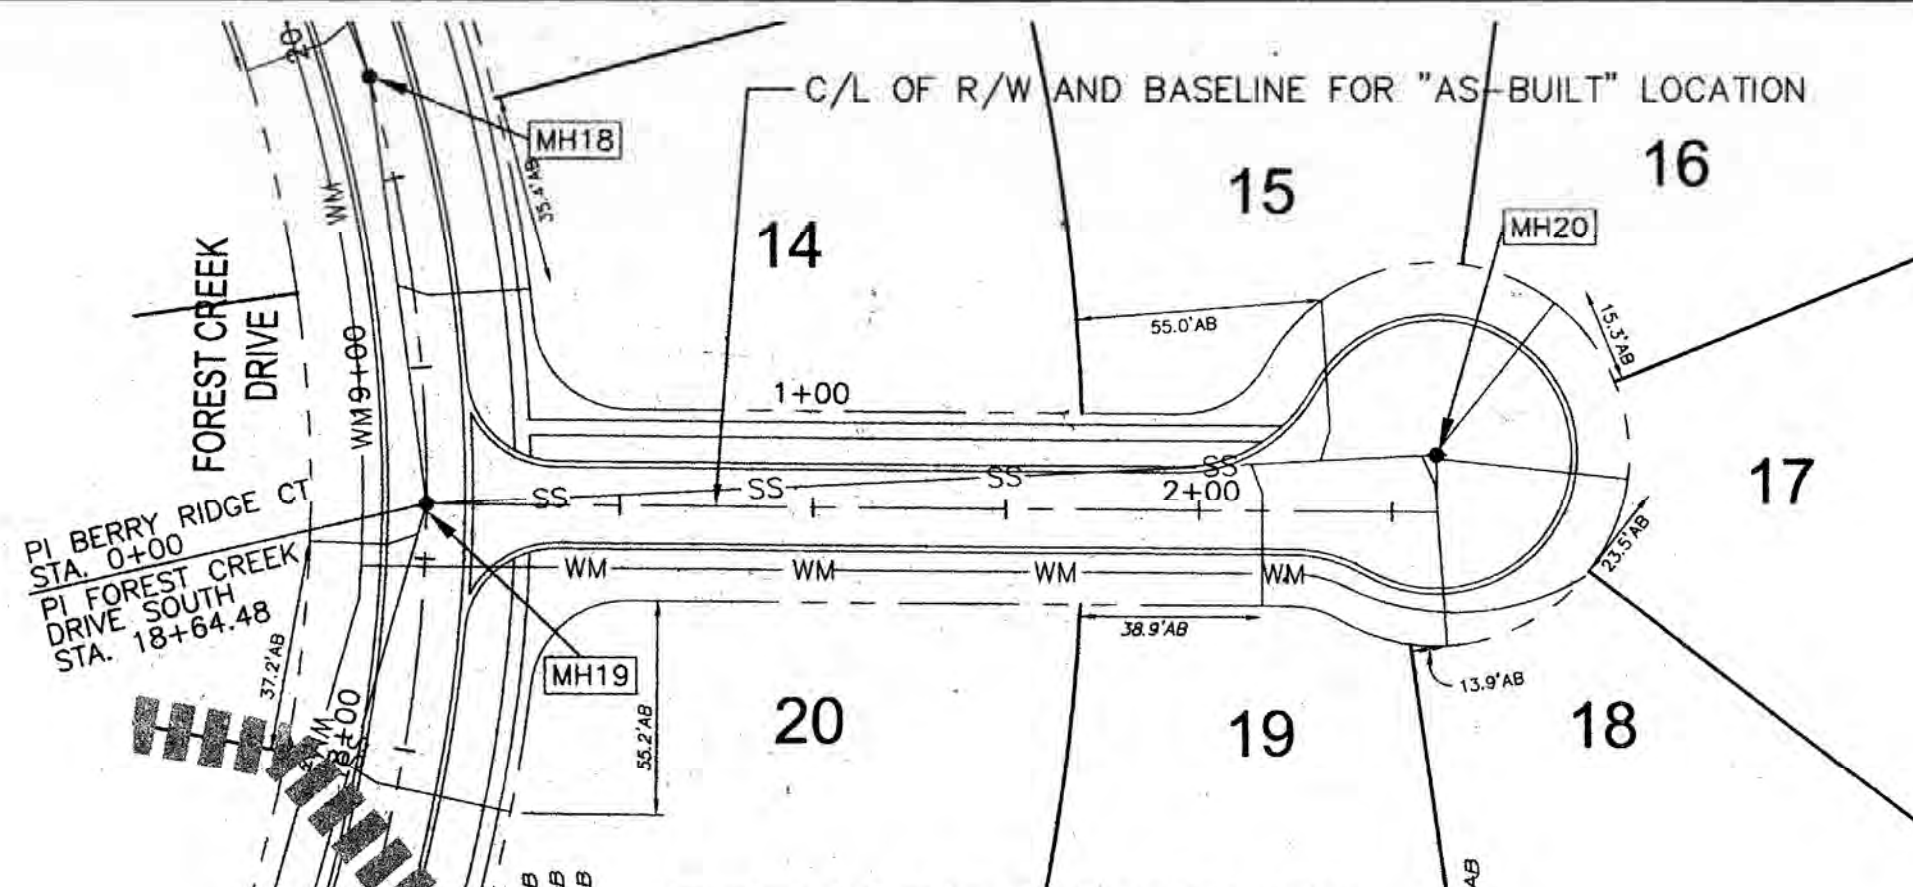 20
C/L OF R/W AND BASELINE FOR "AS-BUILT" LOCATION
MH18
35.4'AB
WM
14
15
16
MH20
FOREST CREEK
DRIVE
WM9+00
55.0'AB
15.3'AB
1+00
SS
SS
SS
SS
2+00
17
PI BERRY RIDGE CT
STA. 0+00
PI FOREST CREEK
DRIVE SOUTH
STA. 18+64.48
WM
WM
WM
WM
23.5'AB
37.2'AB
MH19
38.9'AB
13.9'AB
55.2'AB
20
19
18
8+00